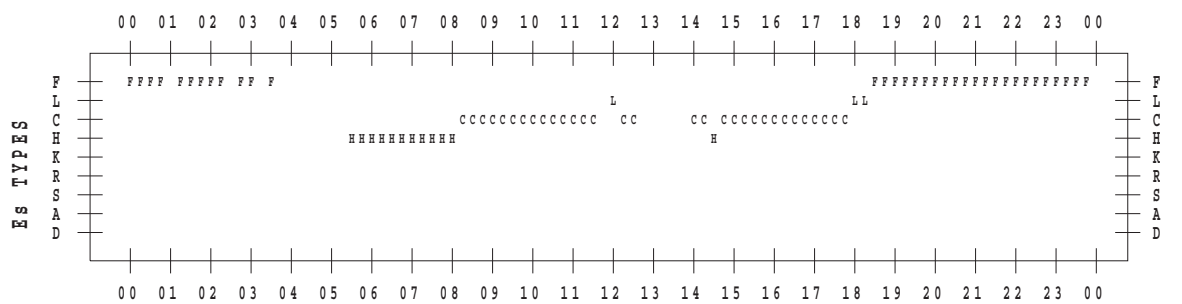 00 01 02 03 04 05 06 07 08 09 10 11 12 13 14 15 16 17 18 19 20 21 22 23 00
F FFFF FFFFF FF F FFFFFFFFFFFFFFFFFFFFFF F
L L LL L
C CCCCCCCCCCCCCC CC CC CCCCCCCCCCCCC C
H HHHHHHHHHHH H H
K K
R R
S S
A A
D D
Es TYPES
00 01 02 03 04 05 06 07 08 09 10 11 12 13 14 15 16 17 18 19 20 21 22 23 00